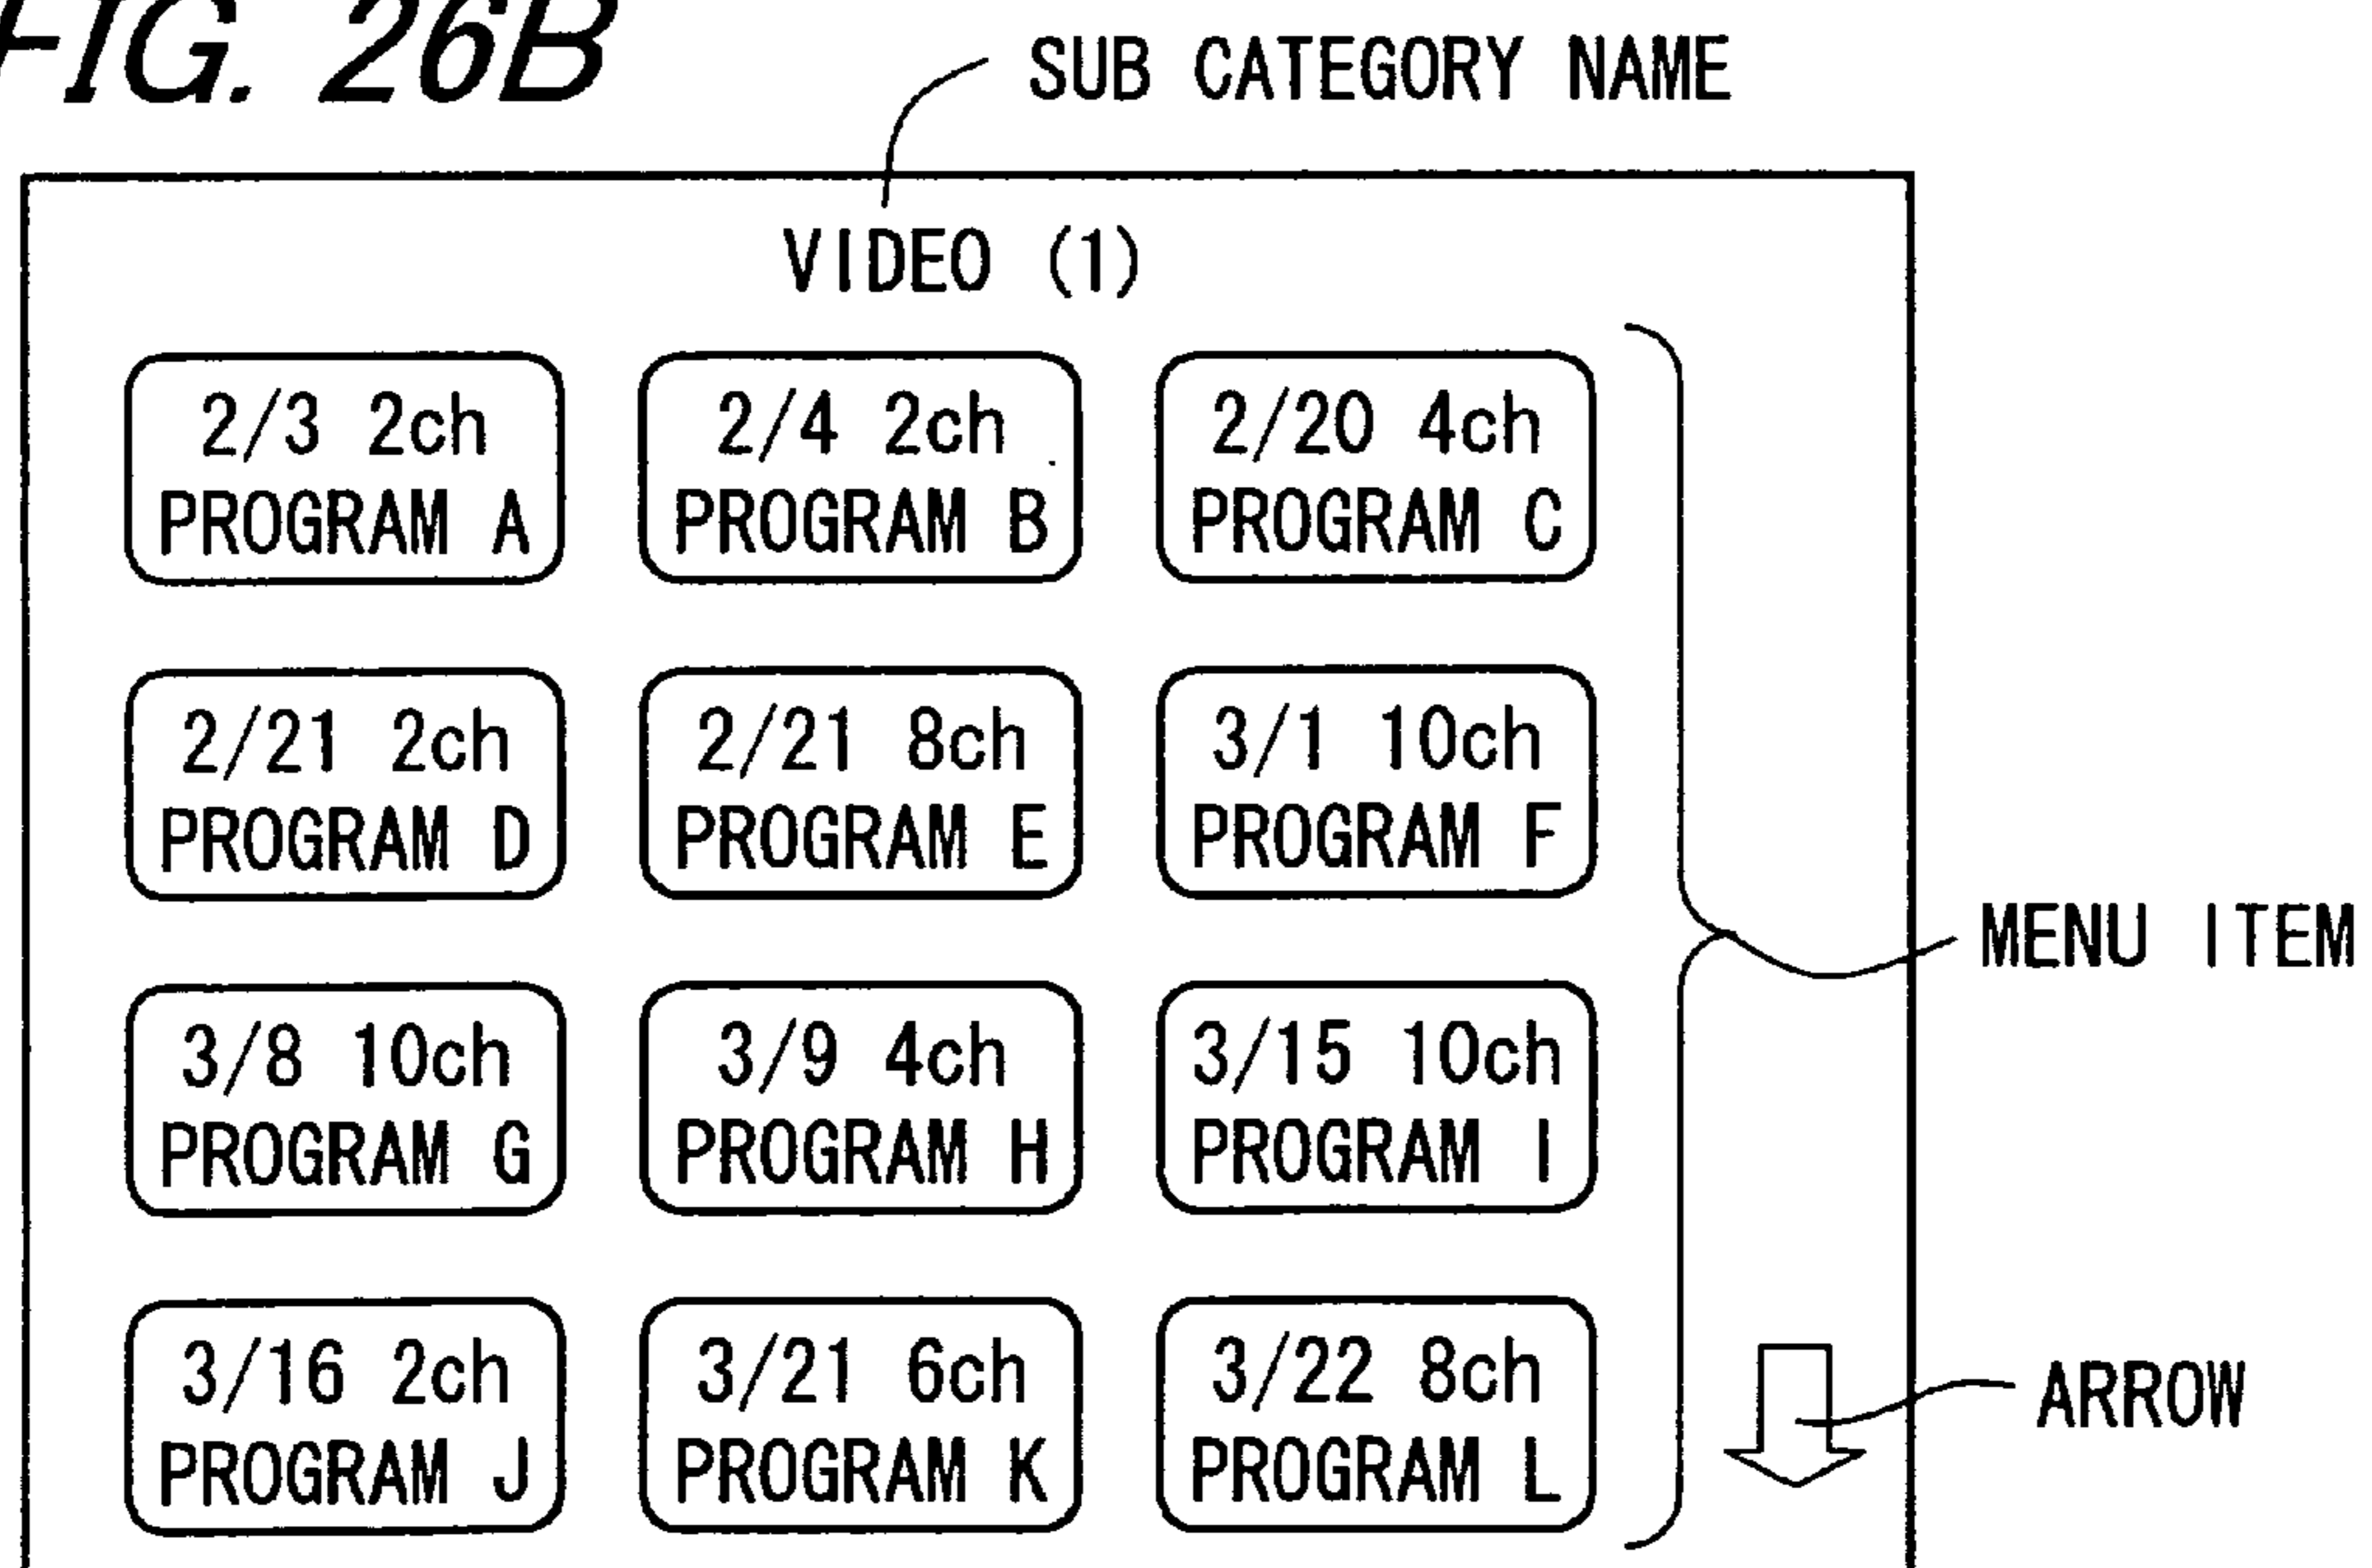 FIG. 26B
SUB CATEGORY NAME
VIDEO (1)
2/3 2ch
PROGRAM A
2/4 2ch
PROGRAM B
2/20 4ch
PROGRAM C
2/21 2ch
PROGRAM D
2/21 8ch
PROGRAM E
3/1 10ch
PROGRAM F
MENU ITEM
3/8 10ch
PROGRAM G
3/9 4ch
PROGRAM H
3/15 10ch
PROGRAM I
3/16 2ch
PROGRAM J
3/21 6ch
PROGRAM K
3/22 8ch
PROGRAM L
ARROW